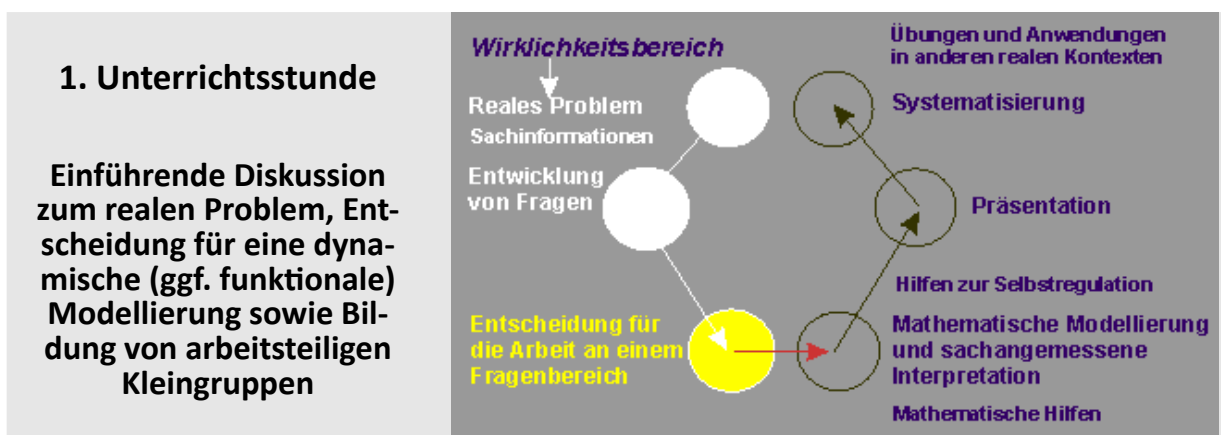 1. Unterrichtsstunde
Einführende Diskussion
zum realen Problem, Ent-
scheidung für eine dyna-
mische (ggf. funktionale)
Modellierung sowie Bil-
dung von arbeitsteiligen
Kleingruppen
Wirklichkeitsbereich
Reales Problem
Sachinformationen
Entwicklung
von Fragen
Entscheidung für
die Arbeit an einem
Fragenbereich
Übungen und Anwendungen
in anderen realen Kontexten
Systematisierung
Präsentation
Hilfen zur Selbstregulation
Mathematische Modellierung
und sachangemessene
Interpretation
Mathematische Hilfen